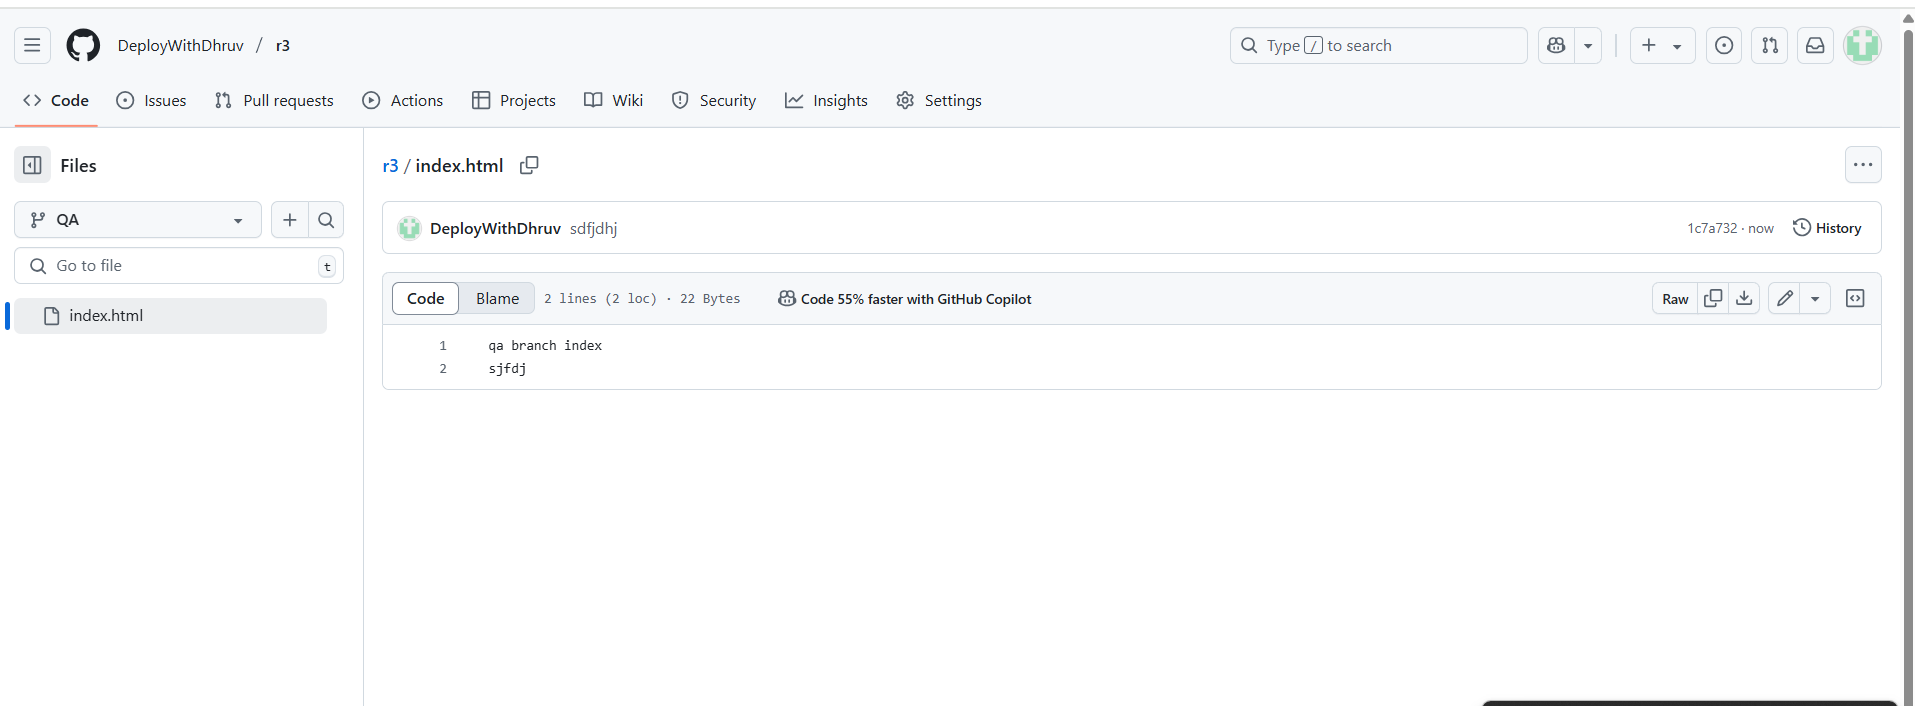 DeployWithDhruv / r3
Type / to search
Code
Issues
Pull requests
Actions
Projects
Wiki
Security
Insights
Settings
Files
QA
Go to file
t
index.html
r3 / index.html
DeployWithDhruv sdfjdhj
1c7a732 · now
History
Code
Blame
2 lines (2 loc) · 22 Bytes
Code 55% faster with GitHub Copilot
Raw
1 qa branch index
2 sjfdj